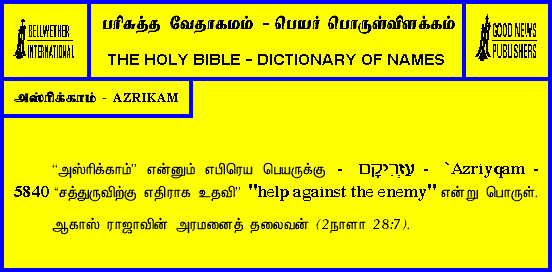 BELLWETHER
INTERNATIONAL
பரிசுத்த வேதாகமம் - பெயர் பொருள்விளக்கம்
THE HOLY BIBLE - DICTIONARY OF NAMES
GOOD NEWS
PUBLISHERS
அஸ்ரிக்காம் - AZRIKAM
“அஸ்ரிக்காம்” என்னும் எபிரெய பெயருக்கு - עַזְרִיקָם - `Azriyqam -
5840 “சத்துருவிற்கு எதிராக உதவி” "help against the enemy" என்று பொருள்.
ஆகாஸ் ராஜாவின் அரமனைத் தலைவன் (2நாளா 28:7).